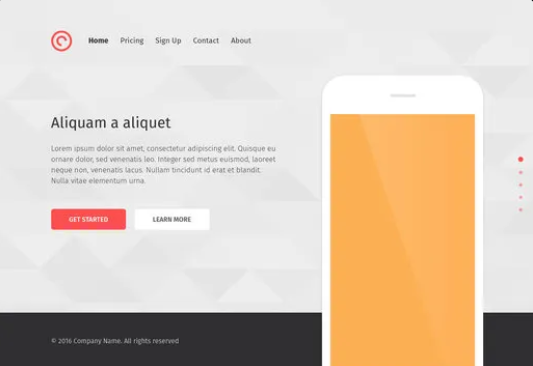 Home Pricing Sign Up Contact About
Aliquam a aliquet
Lorem ipsum dolor sit amet, consectetur adipiscing elit. Quisque eu
ornare dolor, sed venenatis leo. Integer sed metus euismod, laoreet
neque non, venenatis lacus. Nullam tincidunt id erat et blandit.
Nulla vitae elementum urna.
GET STARTED LEARN MORE
© 2016 Company Name. All rights reserved